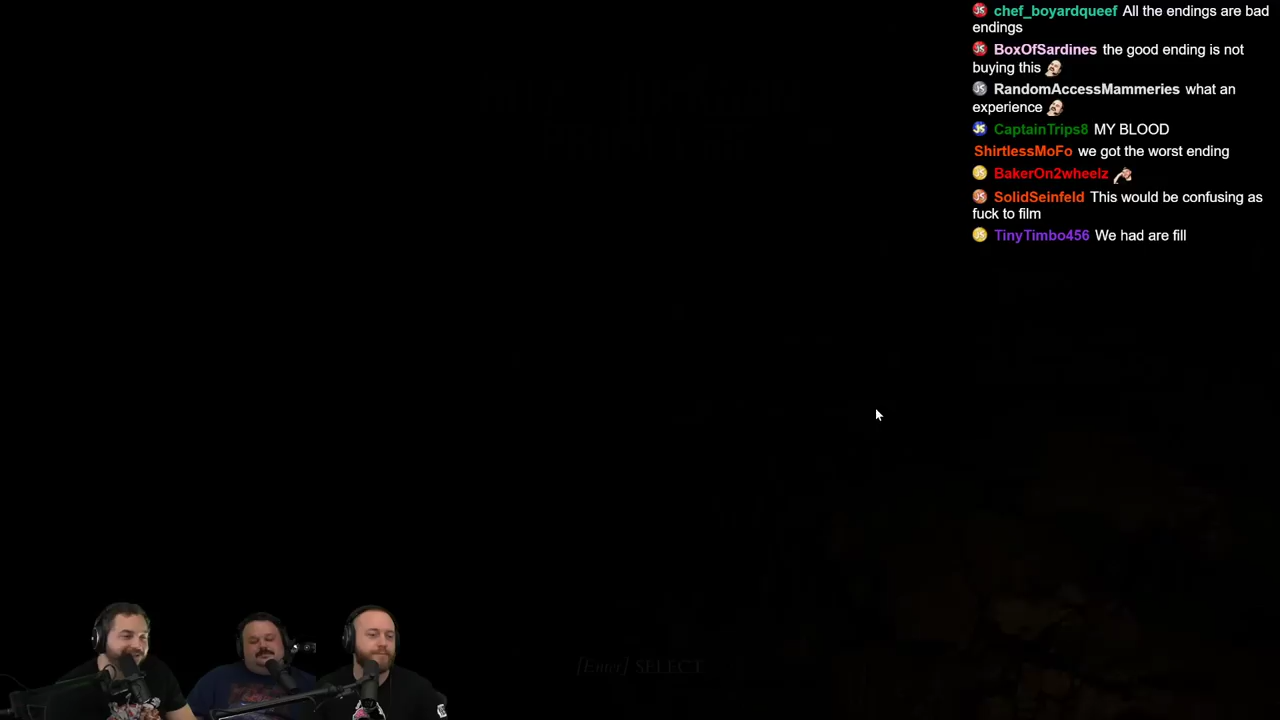 chef_boyardqueef All the endings are bad
endings
BoxOfSardines the good ending is not
buying this
RandomAccessMammeries what an
experience
CaptainTrips8 MY BLOOD
ShirtlessMoFo we got the worst ending
BakerOn2wheelz
SolidSeinfeld This would be confusing as
fuck to film
TinyTimbo456 We had are fill
[Enter] SELECT